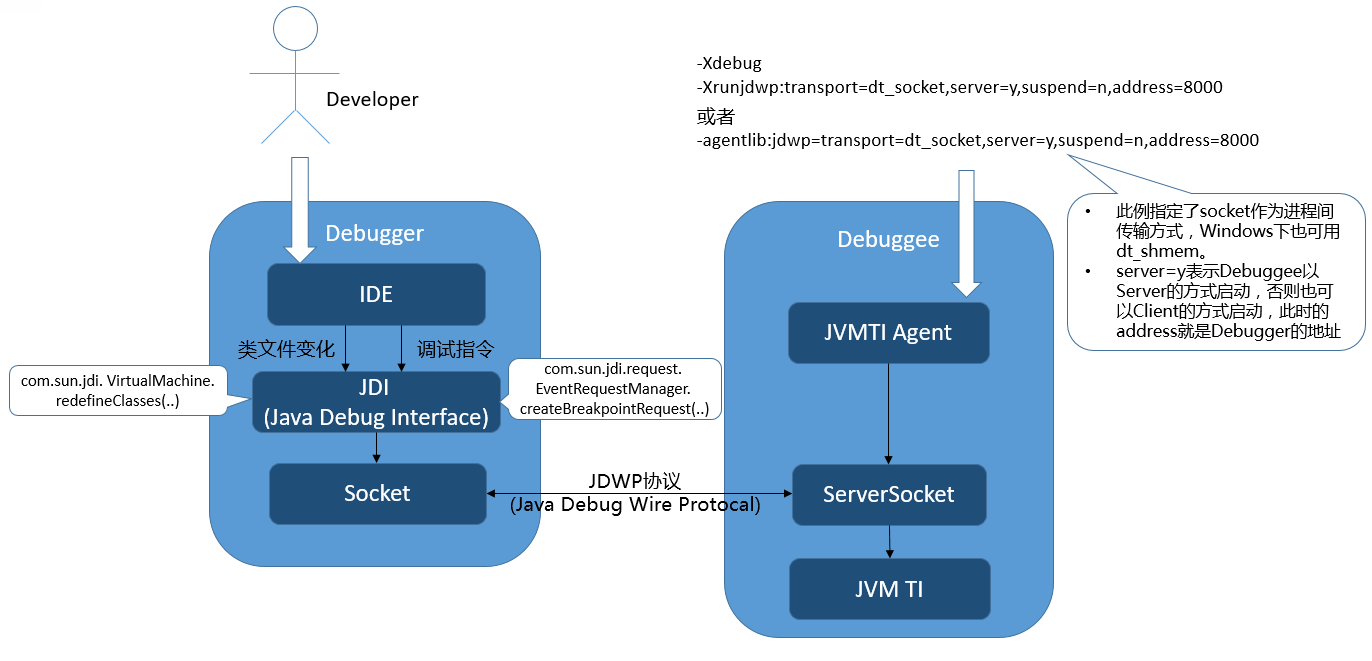 Developer
-Xdebug
-Xrunjdwp:transport=dt_socket,server=y,suspend=n,address=8000
或者
-agentlib:jdwp=transport=dt_socket,server=y,suspend=n,address=8000
• 此例指定了socket作为进程间
传输方式，Windows下也可用
dt_shmem。
• server=y表示Debuggee以
Server的方式启动，否则也可
以Client的方式启动，此时的
address就是Debugger的地址
Debugger
IDE
类文件变化
调试指令
com.sun.jdi. VirtualMachine.
redefineClasses(..)
JDI
(Java Debug Interface)
com.sun.jdi.request.
EventRequestManager.
createBreakpointRequest(..)
Socket
JDWP协议
(Java Debug Wire Protocal)
Debuggee
JVMTI Agent
ServerSocket
JVM TI